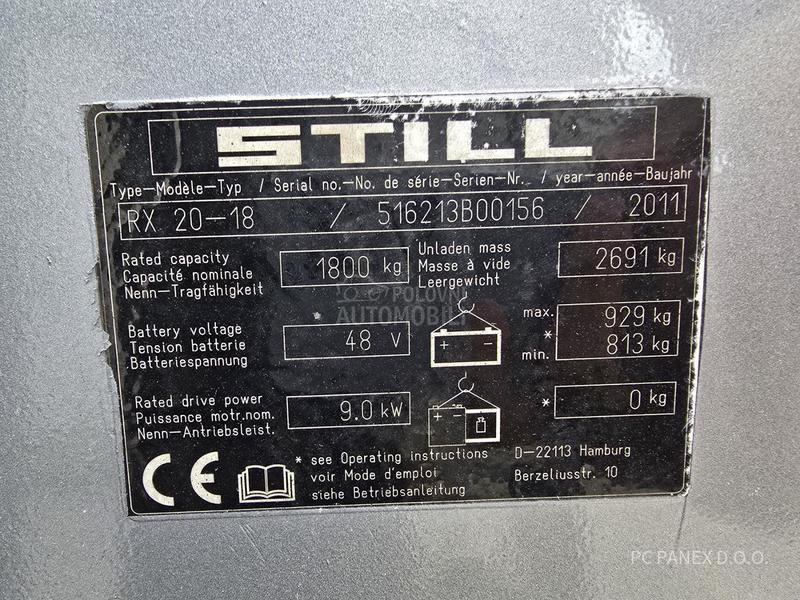 STILL
Type-Modèle-Typ / Serial no.-No. de série-Serien-Nr. / year-année-Baujahr
RX 20-18 / 516213B00156 / 2011
Rated capacity
Capacité nominale
Nenn-Tragfähigkeit
1800 kg
Unladen mass
Masse à vide
Leergewicht
2691 kg
POLOVNI
AUTOMOBILI
Battery voltage
Tension batterie
Batteriespannung
48 V
+ -
max. 929 kg
*
min. 813 kg
Rated drive power
Puissance motr.nom.
Nenn-Antriebsleist.
9.0 kW
+ -
* 0 kg
CE
* see Operating instructions
voir Mode d'emploi
siehe Betriebsanleitung
D-22113 Hamburg
Berzeliusstr. 10
PC PANEX D.O.O.